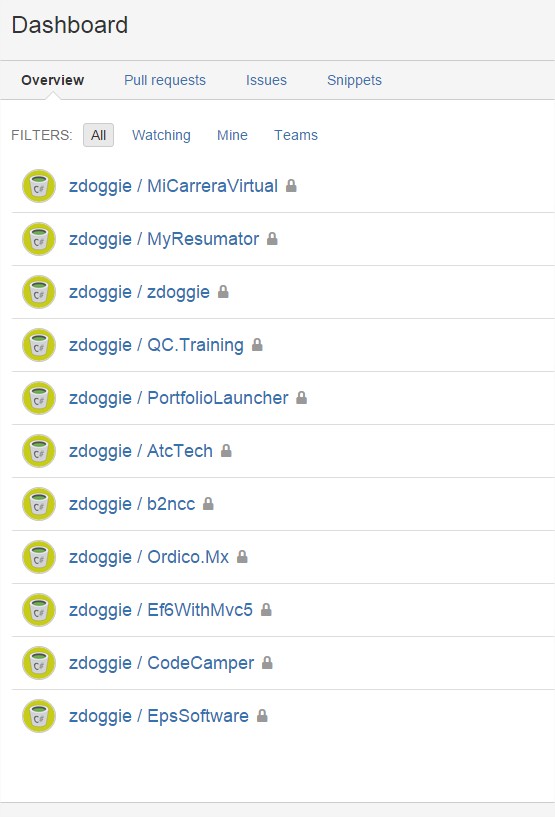 Dashboard
Overview Pull requests Issues Snippets
FILTERS: All Watching Mine Teams
C# zdoggie / MiCarreraVirtual
C# zdoggie / MyResumator
C# zdoggie / zdoggie
C# zdoggie / QC.Training
C# zdoggie / PortfolioLauncher
C# zdoggie / AtcTech
C# zdoggie / b2ncc
C# zdoggie / Ordico.Mx
C# zdoggie / Ef6WithMvc5
C# zdoggie / CodeCamper
C# zdoggie / EpsSoftware